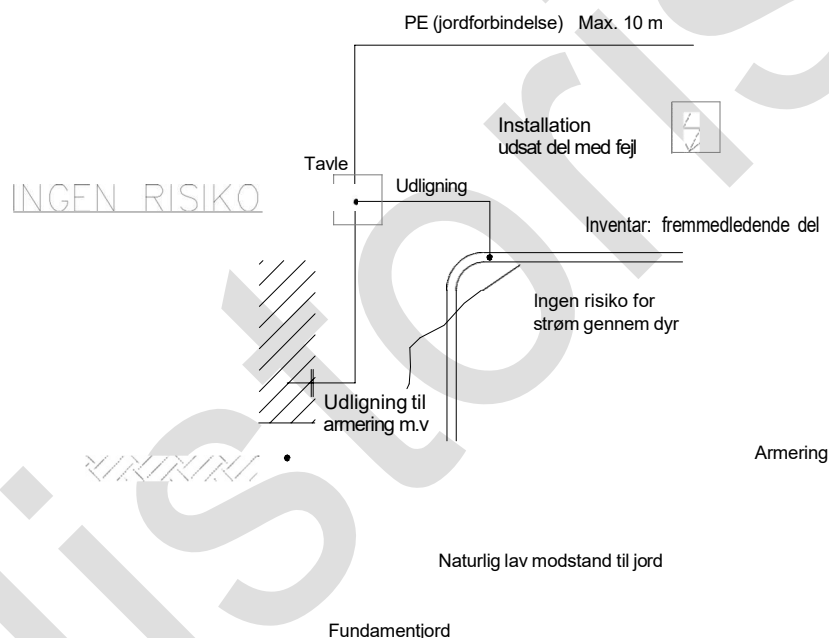 PE (jordforbindelse) Max. 10 m
Installation
udsat del med fejl
Tavle
INGEN RISIKO
Udligning
Inventar: fremmedledende del
Ingen risiko for
strøm gennem dyr
Udligning til
armering m.v
Armering
Naturlig lav modstand til jord
Fundamentjord